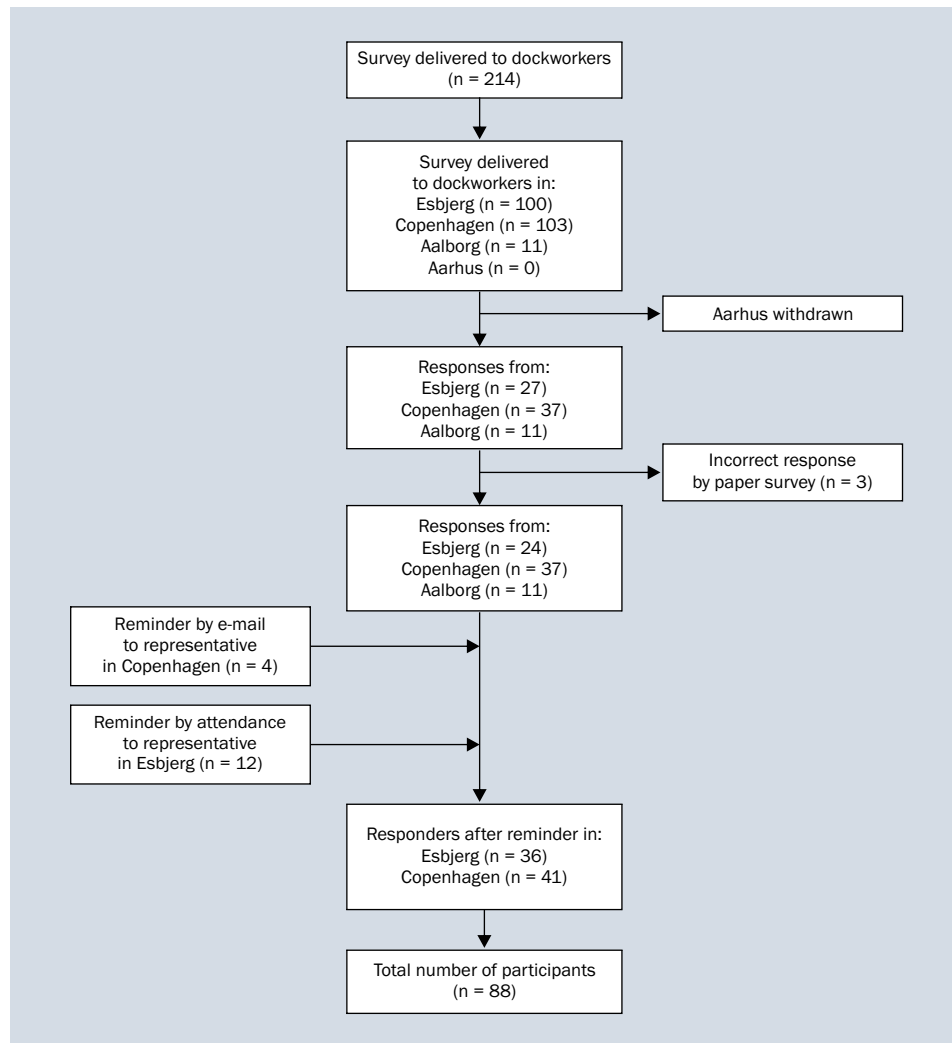 Survey delivered to dockworkers
(n = 214)
Survey delivered
to dockworkers in:
Esbjerg (n = 100)
Copenhagen (n = 103)
Aalborg (n = 11)
Aarhus (n = 0)
Aarhus withdrawn
Responses from:
Esbjerg (n = 27)
Copenhagen (n = 37)
Aalborg (n = 11)
Incorrect response
by paper survey (n = 3)
Responses from:
Esbjerg (n = 24)
Copenhagen (n = 37)
Aalborg (n = 11)
Reminder by e-mail
to representative
in Copenhagen (n = 4)
Reminder by attendance
to representative
in Esbjerg (n = 12)
Responders after reminder in:
Esbjerg (n = 36)
Copenhagen (n = 41)
Total number of participants
(n = 88)